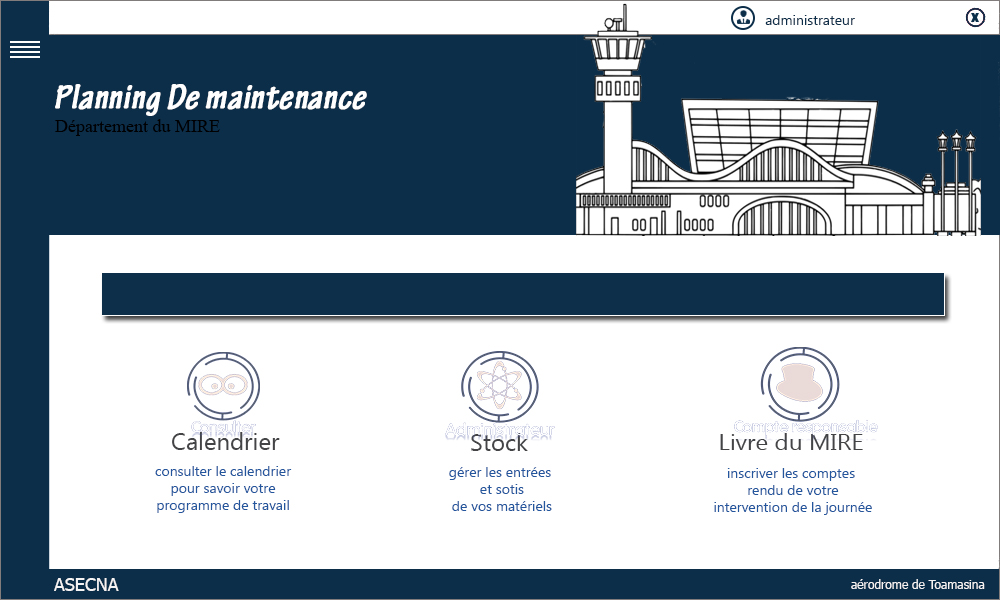 administrateur
X
Planning De maintenance
Département du MIRE
Consulter
Calendrier
consulter le calendrier
pour savoir votre
programme de travail
Administrateur
Stock
gérer les entrées
et sotis
de vos matériels
Compte responsable
Livre du MIRE
inscriver les comptes
rendu de votre
intervention de la journée
ASECNA
aérodrome de Toamasina